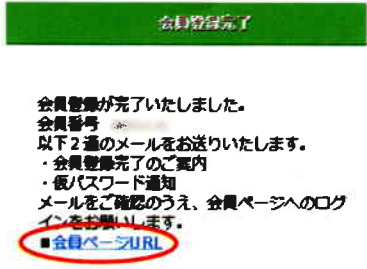 会員登録完了
会員登録が完了いたしました。
会員番号
以下2通のメールをお送りいたします。
・会員登録完了のご案内
・仮パスワード通知
メールをご確認のうえ、会員ページへのログ
インをお願いします。
■会員ページURL